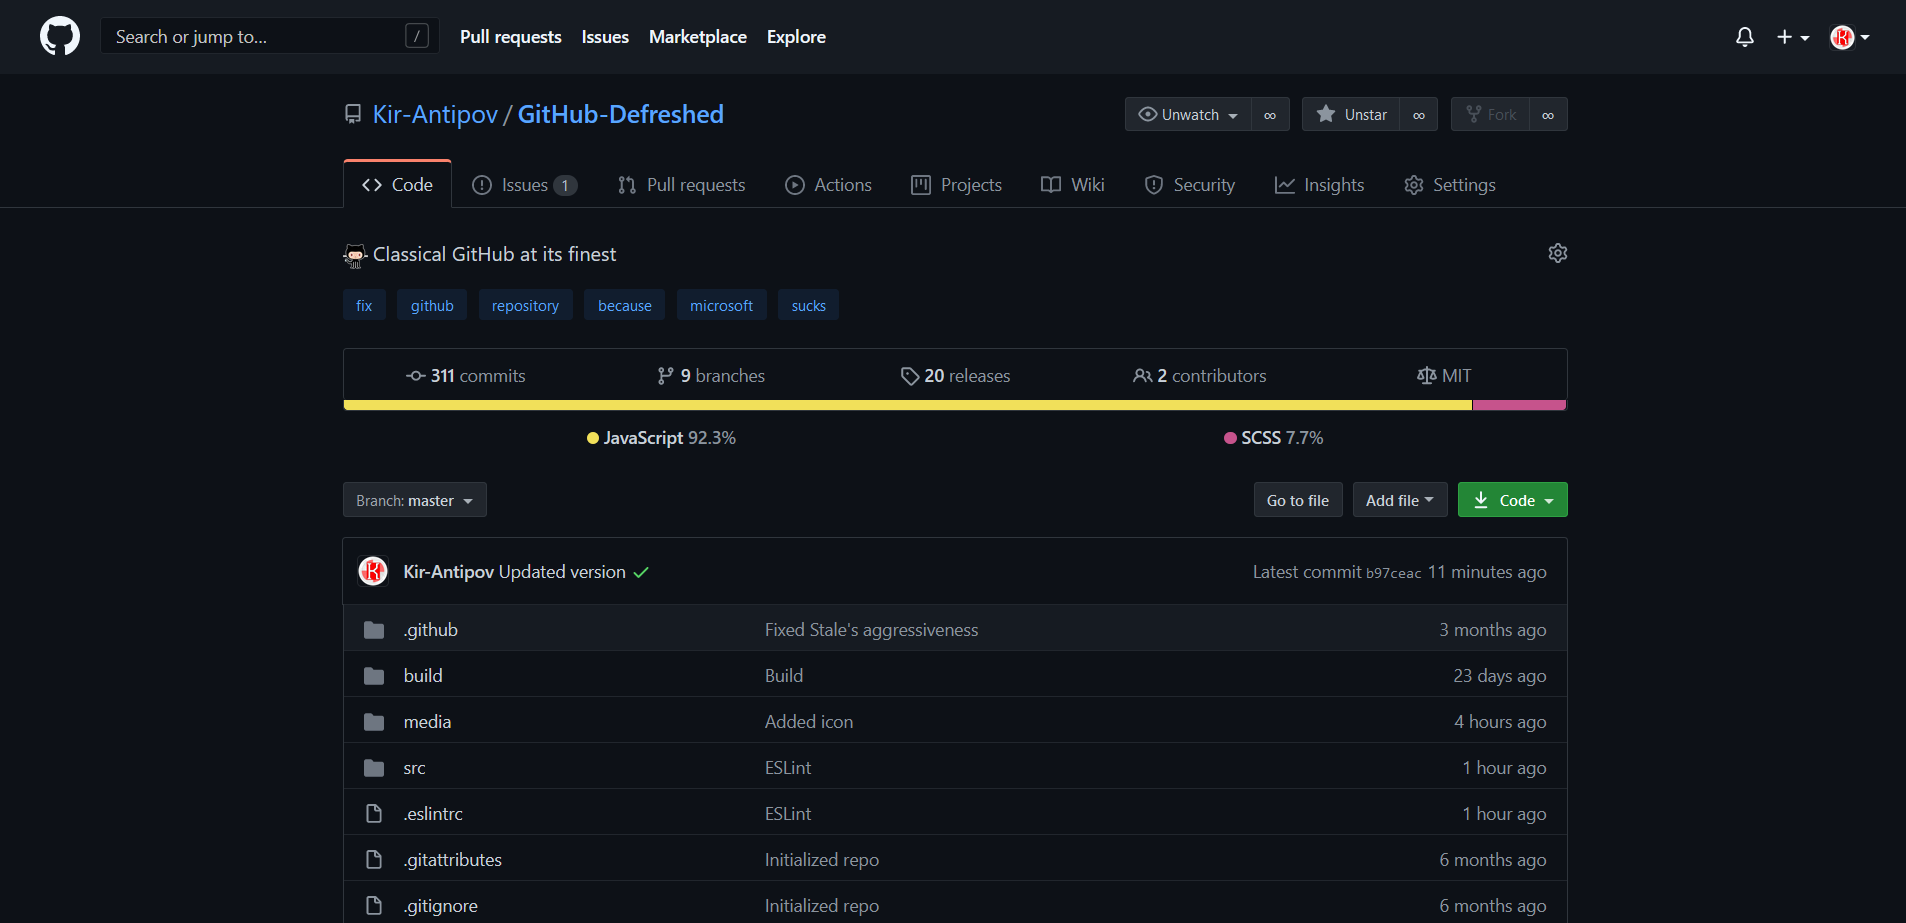 Search or jump to... /
Pull requests Issues Marketplace Explore
Kir-Antipov / GitHub-Defreshed
Unwatch ∞ Unstar ∞ Fork ∞
Code Issues 1 Pull requests Actions Projects Wiki Security Insights Settings
Classical GitHub at its finest
fix github repository because microsoft sucks
311 commits 9 branches 20 releases 2 contributors MIT
JavaScript 92.3% SCSS 7.7%
Branch: master Go to file Add file Code
Kir-Antipov Updated version Latest commit b97ceac 11 minutes ago
.github Fixed Stale's aggressiveness 3 months ago
build Build 23 days ago
media Added icon 4 hours ago
src ESLint 1 hour ago
.eslintrc ESLint 1 hour ago
.gitattributes Initialized repo 6 months ago
.gitignore Initialized repo 6 months ago